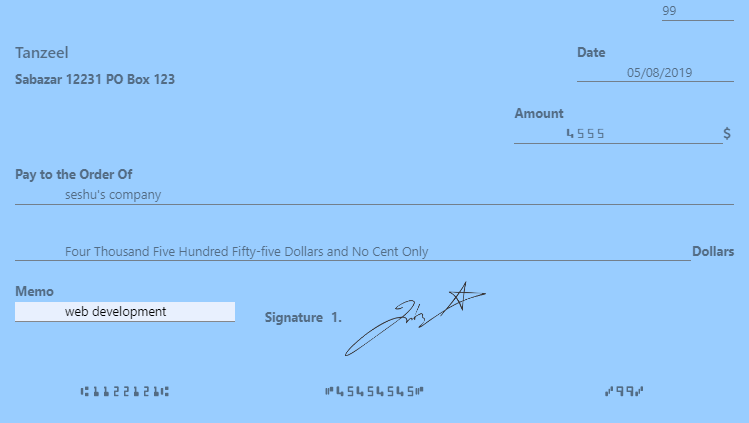 99
Tanzeel
Date
Sabazar 12231 PO Box 123
05/08/2019
Amount
4555 $
Pay to the Order Of
seshu's company
Four Thousand Five Hundred Fifty-five Dollars and No Cent Only Dollars
Memo
web development
Signature 1.
⑆1122121⑆ ⑈45454545⑈ ⑇99⑇